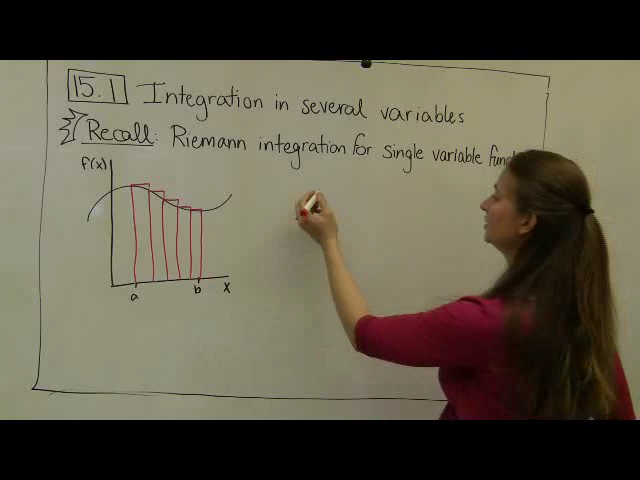 15.1 Integration in several variables
Recall: Riemann integration for single variable
f(x)
a b x